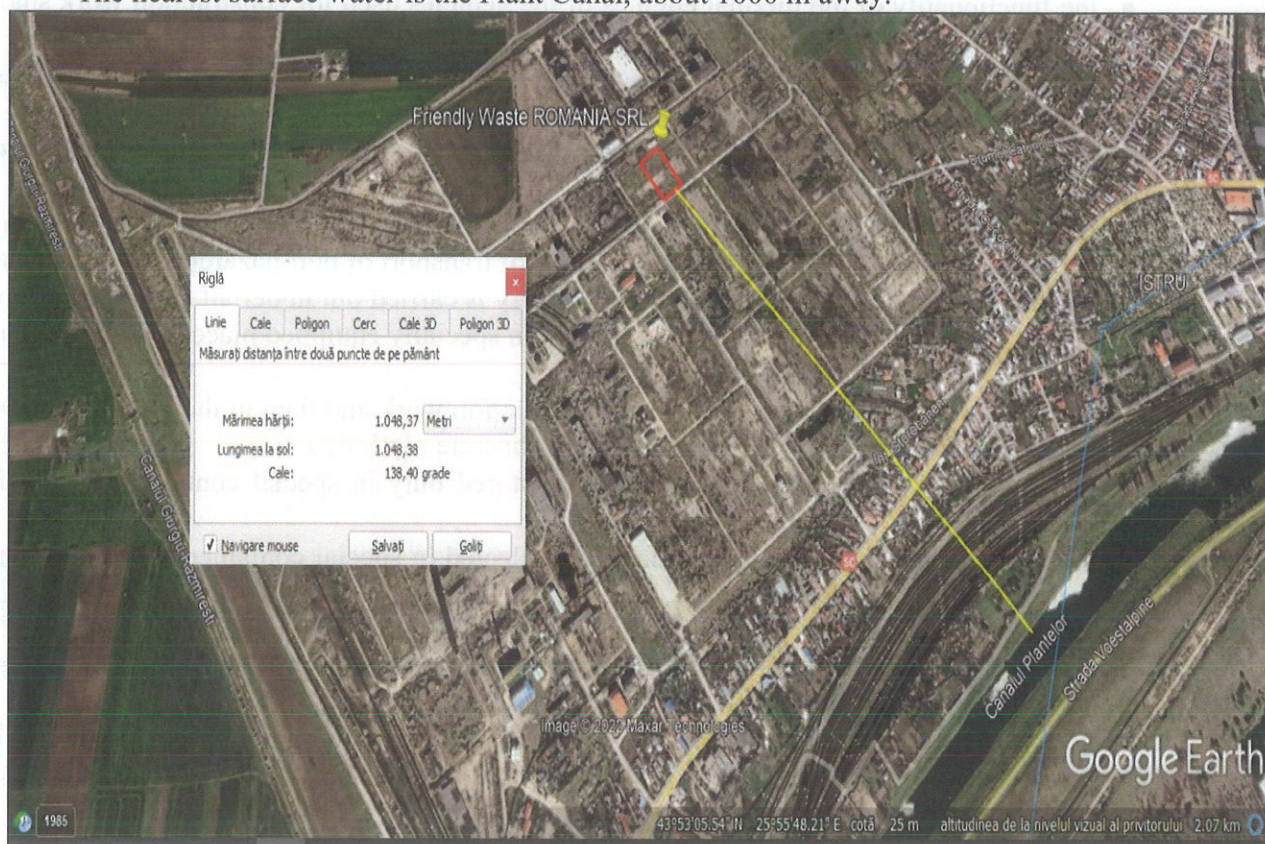 The nearest surface water is the Plant Canal, about 1000 m away.
Friendly Waste ROMANIA SRL
ISTRU
Canalul Giurgiu Razmirești
Riglă
x
Linie
Cale
Poligon
Cerc
Cale 3D
Poligon 3D
Măsurați distanța între două puncte de pe pământ
Mărimea hărții: 1.048,37 Metri
Lungimea la sol: 1.048,38
Cale: 138,40 grade
Navigare mouse
Salvați
Goliți
Canalul Giurgiu Razmirești
Canalul Plantelor
Strada Voestalpine
Image © 2022 Maxar Technologies
Google Earth
1985
43°53'05.54" N 25°55'48.21" E cotă 25 m altitudinea de la nivelul vizual al privitorului 2.07 km